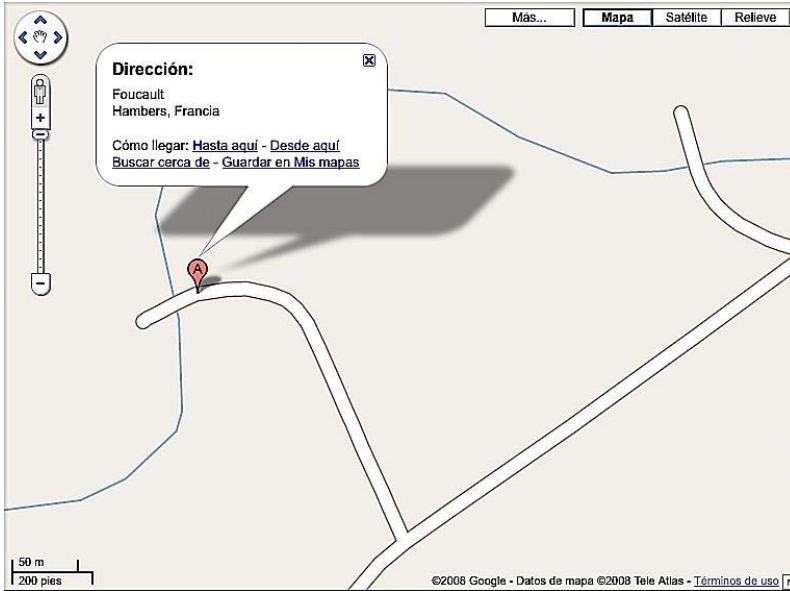 Más...
Mapa
Satélite
Relieve
Dirección:
Foucault
Hambers, Francia
Cómo llegar: Hasta aquí - Desde aquí
Buscar cerca de - Guardar en Mis mapas
A
50 m
200 pies
©2008 Google - Datos de mapa ©2008 Tele Atlas - Términos de uso